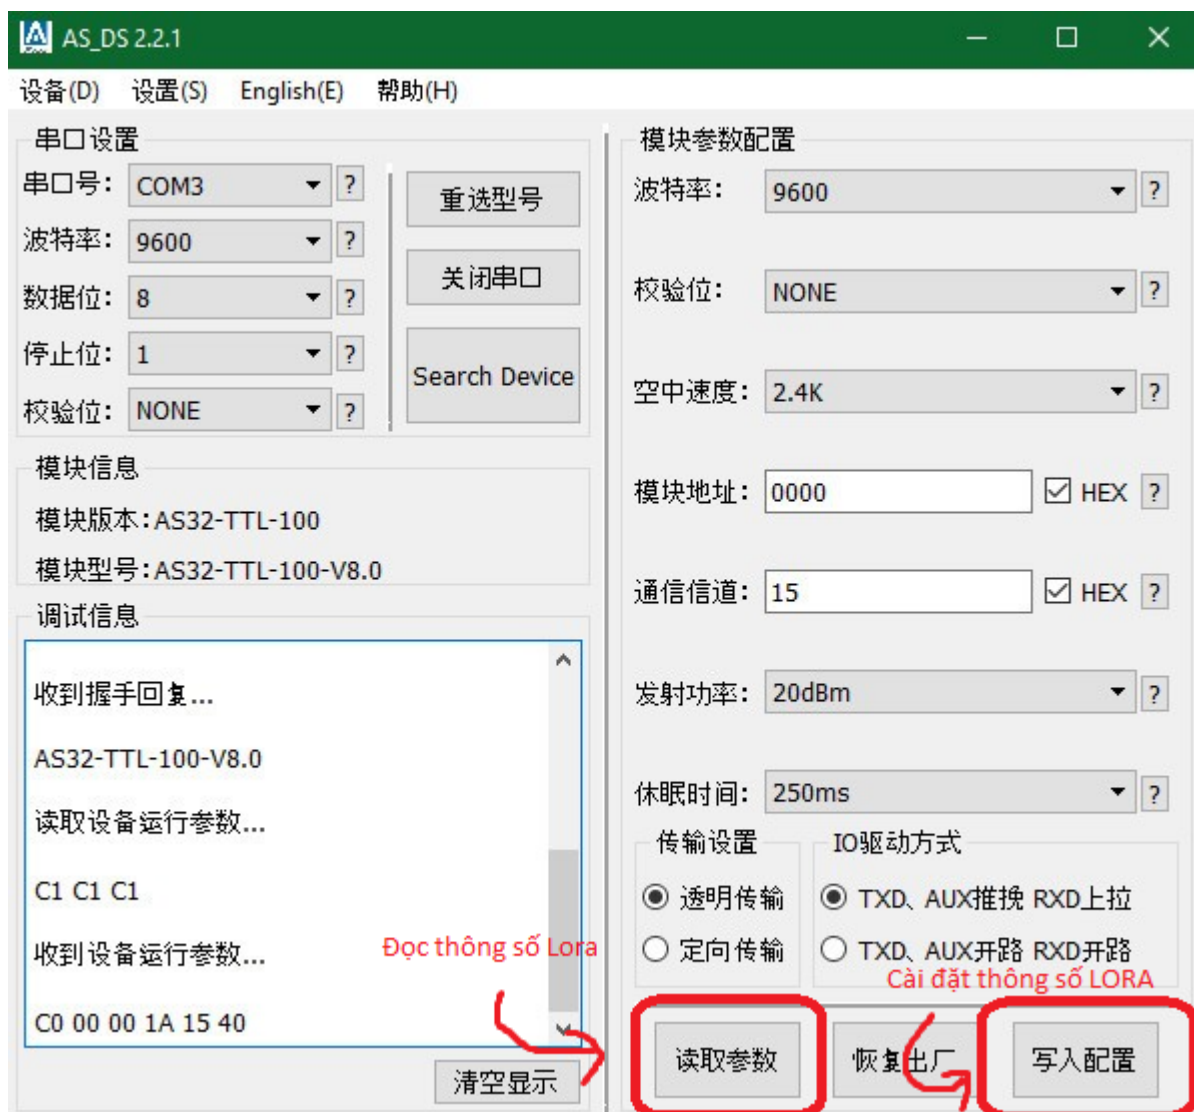 AS_DS 2.2.1
设备(D) 设置(S) English(E) 帮助(H)
串口设置
串口号: COM3 ?
波特率: 9600 ?
数据位: 8 ?
停止位: 1 ?
校验位: NONE ?
重选型号
关闭串口
Search Device
模块信息
模块版本:AS32-TTL-100
模块型号:AS32-TTL-100-V8.0
调试信息
收到握手回复...
AS32-TTL-100-V8.0
读取设备运行参数...
C1 C1 C1
收到设备运行参数...
C0 00 00 1A 15 40
清空显示
模块参数配置
波特率: 9600 ?
校验位: NONE ?
空中速度: 2.4K ?
模块地址: 0000 HEX ?
通信信道: 15 HEX ?
发射功率: 20dBm ?
休眠时间: 250ms ?
传输设置
透明传输
定向传输
IO驱动方式
TXD、AUX推挽 RXD上拉
TXD、AUX开路 RXD开路
Đọc thông số Lora
Cài đặt thông số LORA
读取参数
恢复出厂
写入配置